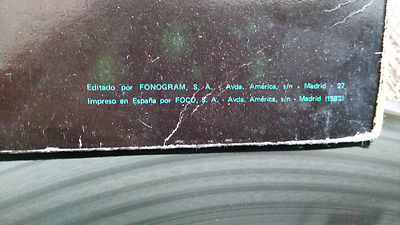 Editado por FONOGRAM, S. A. - Avda. América, s/n - Madrid - 27
Impreso en España por FOCO, S. A. - Avda. América, s/n - Madrid (1982)